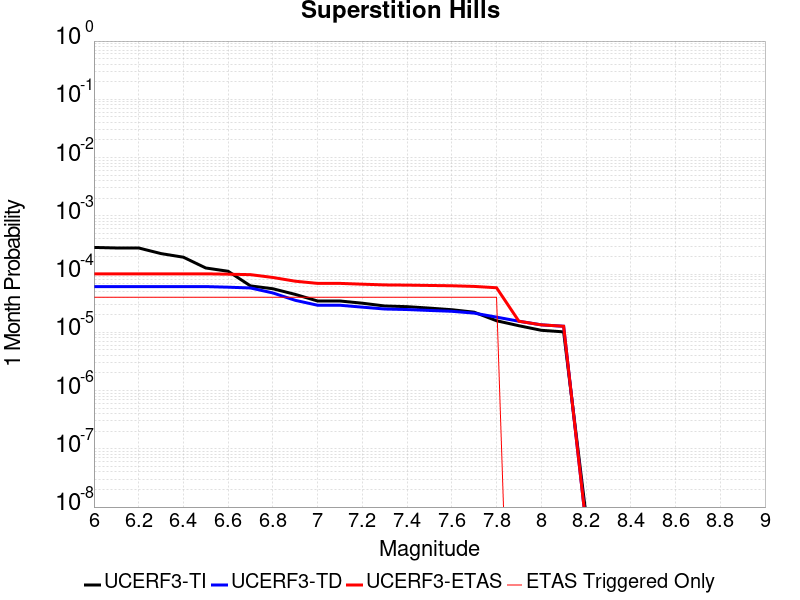 Superstition Hills
10^0
10^-1
10^-2
10^-3
10^-4
10^-5
10^-6
10^-7
10^-8
1 Month Probability
6 6.2 6.4 6.6 6.8 7 7.2 7.4 7.6 7.8 8 8.2 8.4 8.6 8.8 9
Magnitude
UCERF3-TI UCERF3-TD UCERF3-ETAS ETAS Triggered Only